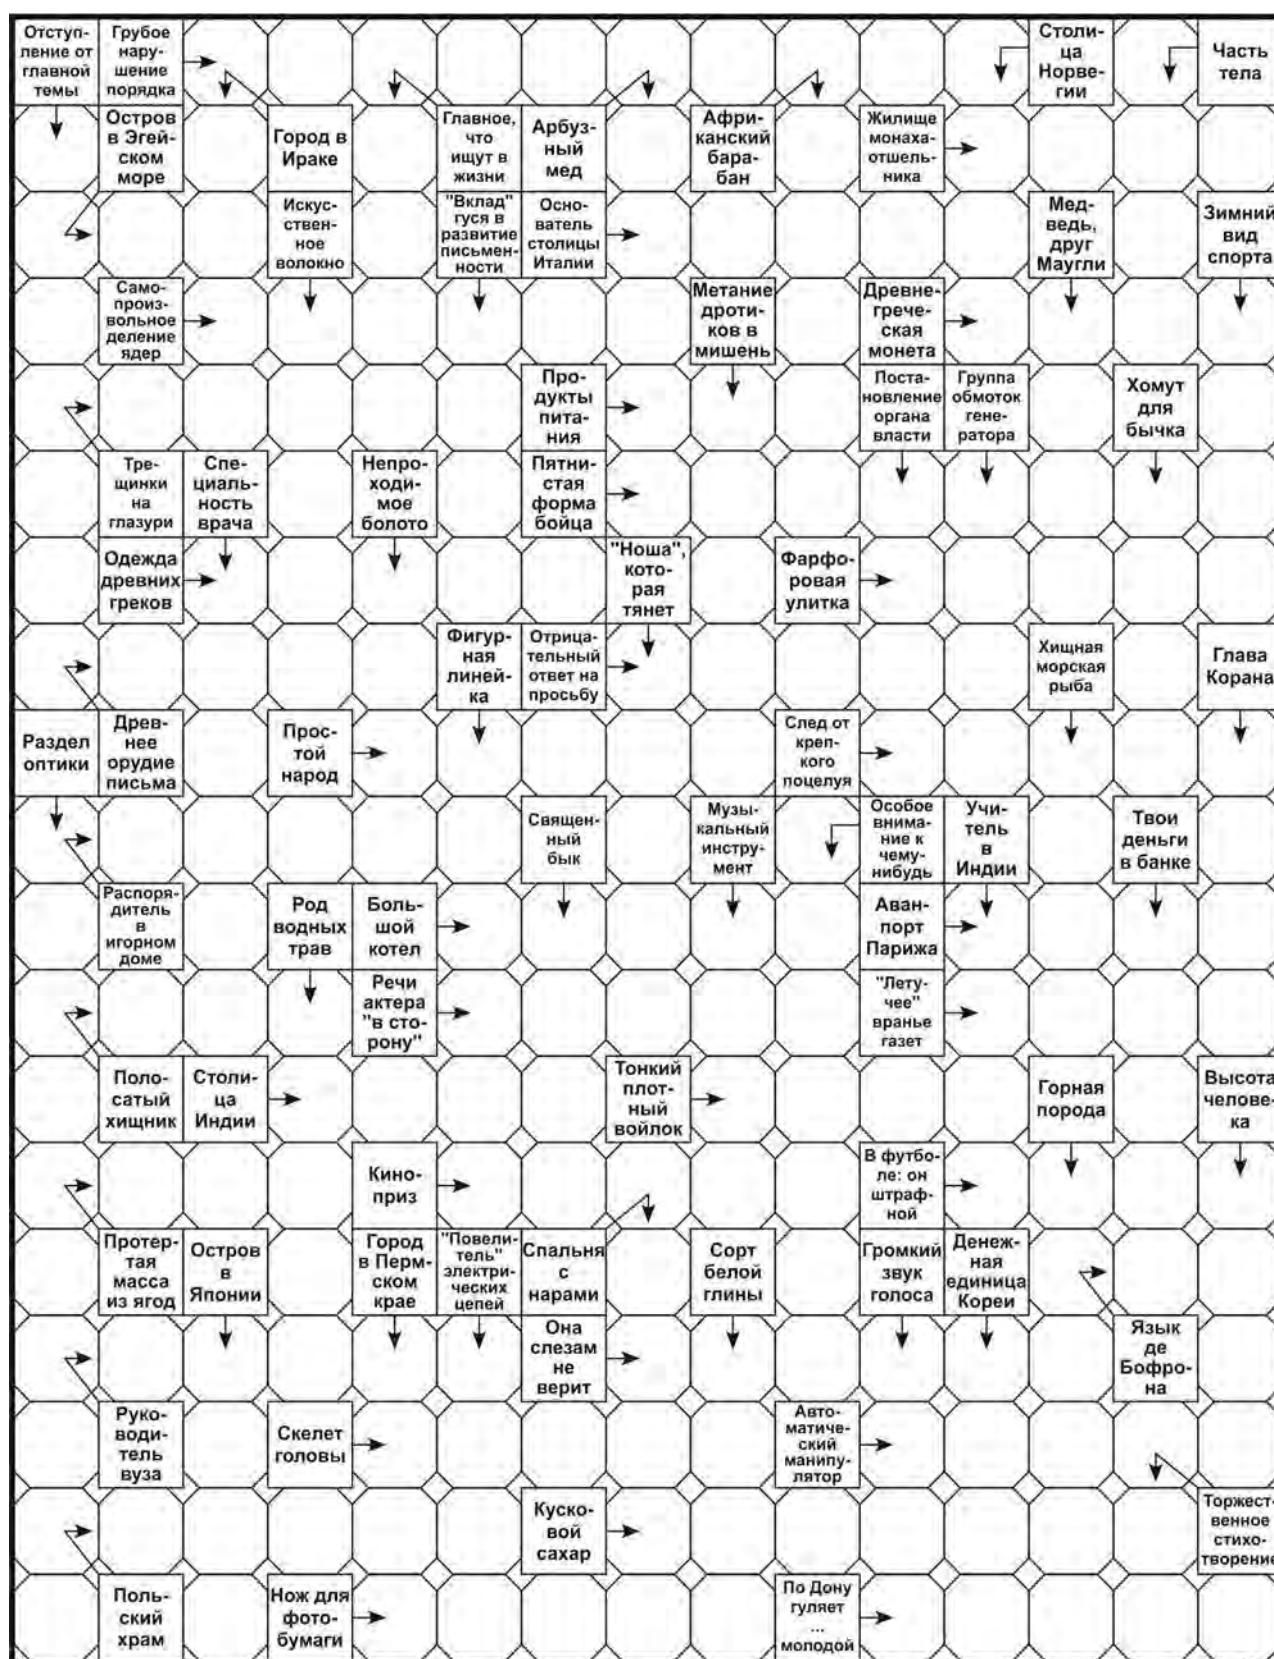 Отступ-
ление от
главной
темы
Грубое
нару-
шение
порядка
Столи-
ца
Норве-
гии
Часть
тела
Остров
в Эгей-
ском
море
Город в
Ираке
Главное,
что
ищут в
жизни
Арбуз-
ный
мед
Афри-
канский
бара-
бан
Жилище
монаха-
отшель-
ника
Искус-
ствен-
ное
волокно
"Вклад"
гуся в
развитие
письмен-
ности
Осно-
ватель
столицы
Италии
Мед-
ведь,
друг
Маугли
Зимний
вид
спорта
Само-
произ-
вольное
деление
ядер
Метание
дроти-
ков в
мишень
Древне-
грече-
ская
монета
Про-
дукты
пита-
ния
Поста-
новление
органа
власти
Группа
обмоток
гене-
ратора
Хомут
для
бычка
Тре-
щинки
на
глазури
Спе-
циаль-
ность
врача
Непро-
ходи-
мое
болото
Пятни-
стая
форма
бойца
Одежда
древних
греков
"Ноша",
кото-
рая
тянет
Фарфо-
ровая
улитка
Фигур-
ная
линей-
ка
Отрица-
тельный
ответ на
просьбу
Хищная
морская
рыба
Глава
Корана
Раздел
оптики
Древ-
нее
орудие
письма
Прос-
той
народ
След от
креп-
кого
поцелуя
Священ-
ный
бык
Музы-
кальный
инстру-
мент
Особое
внима-
ние к
чему-
нибудь
Учи-
тель
в
Индии
Твои
деньги
в банке
Распоря-
дитель
в
игорном
доме
Род
водных
трав
Боль-
шой
котел
Аван-
порт
Парижа
Речи
актера
"в сто-
рону"
"Лету-
чее"
вранье
газет
Поло-
сатый
хищник
Столи-
ца
Индии
Тонкий
плот-
ный
войлок
Горная
порода
Высота
челове-
ка
Кино-
приз
В футбо-
ле: он
штраф-
ной
Протер-
тая
масса
из ягод
Остров
в
Японии
Город
в Перм-
ском
крае
"Повели-
тель"
электри-
ческих
цепей
Спальня
с
нарами
Сорт
белой
глины
Громкий
звук
голоса
Денеж-
ная
единица
Кореи
Она
слезам
не
верит
Язык
де
Бофро-
на
Руко-
води-
тель
вуза
Скелет
головы
Авто-
матиче-
ский
манипу-
лятор
Куско-
вой
сахар
Торжест-
венное
стихо-
творение
Поль-
ский
храм
Нож для
фото-
бумаги
По Дону
гуляет
...
молодой